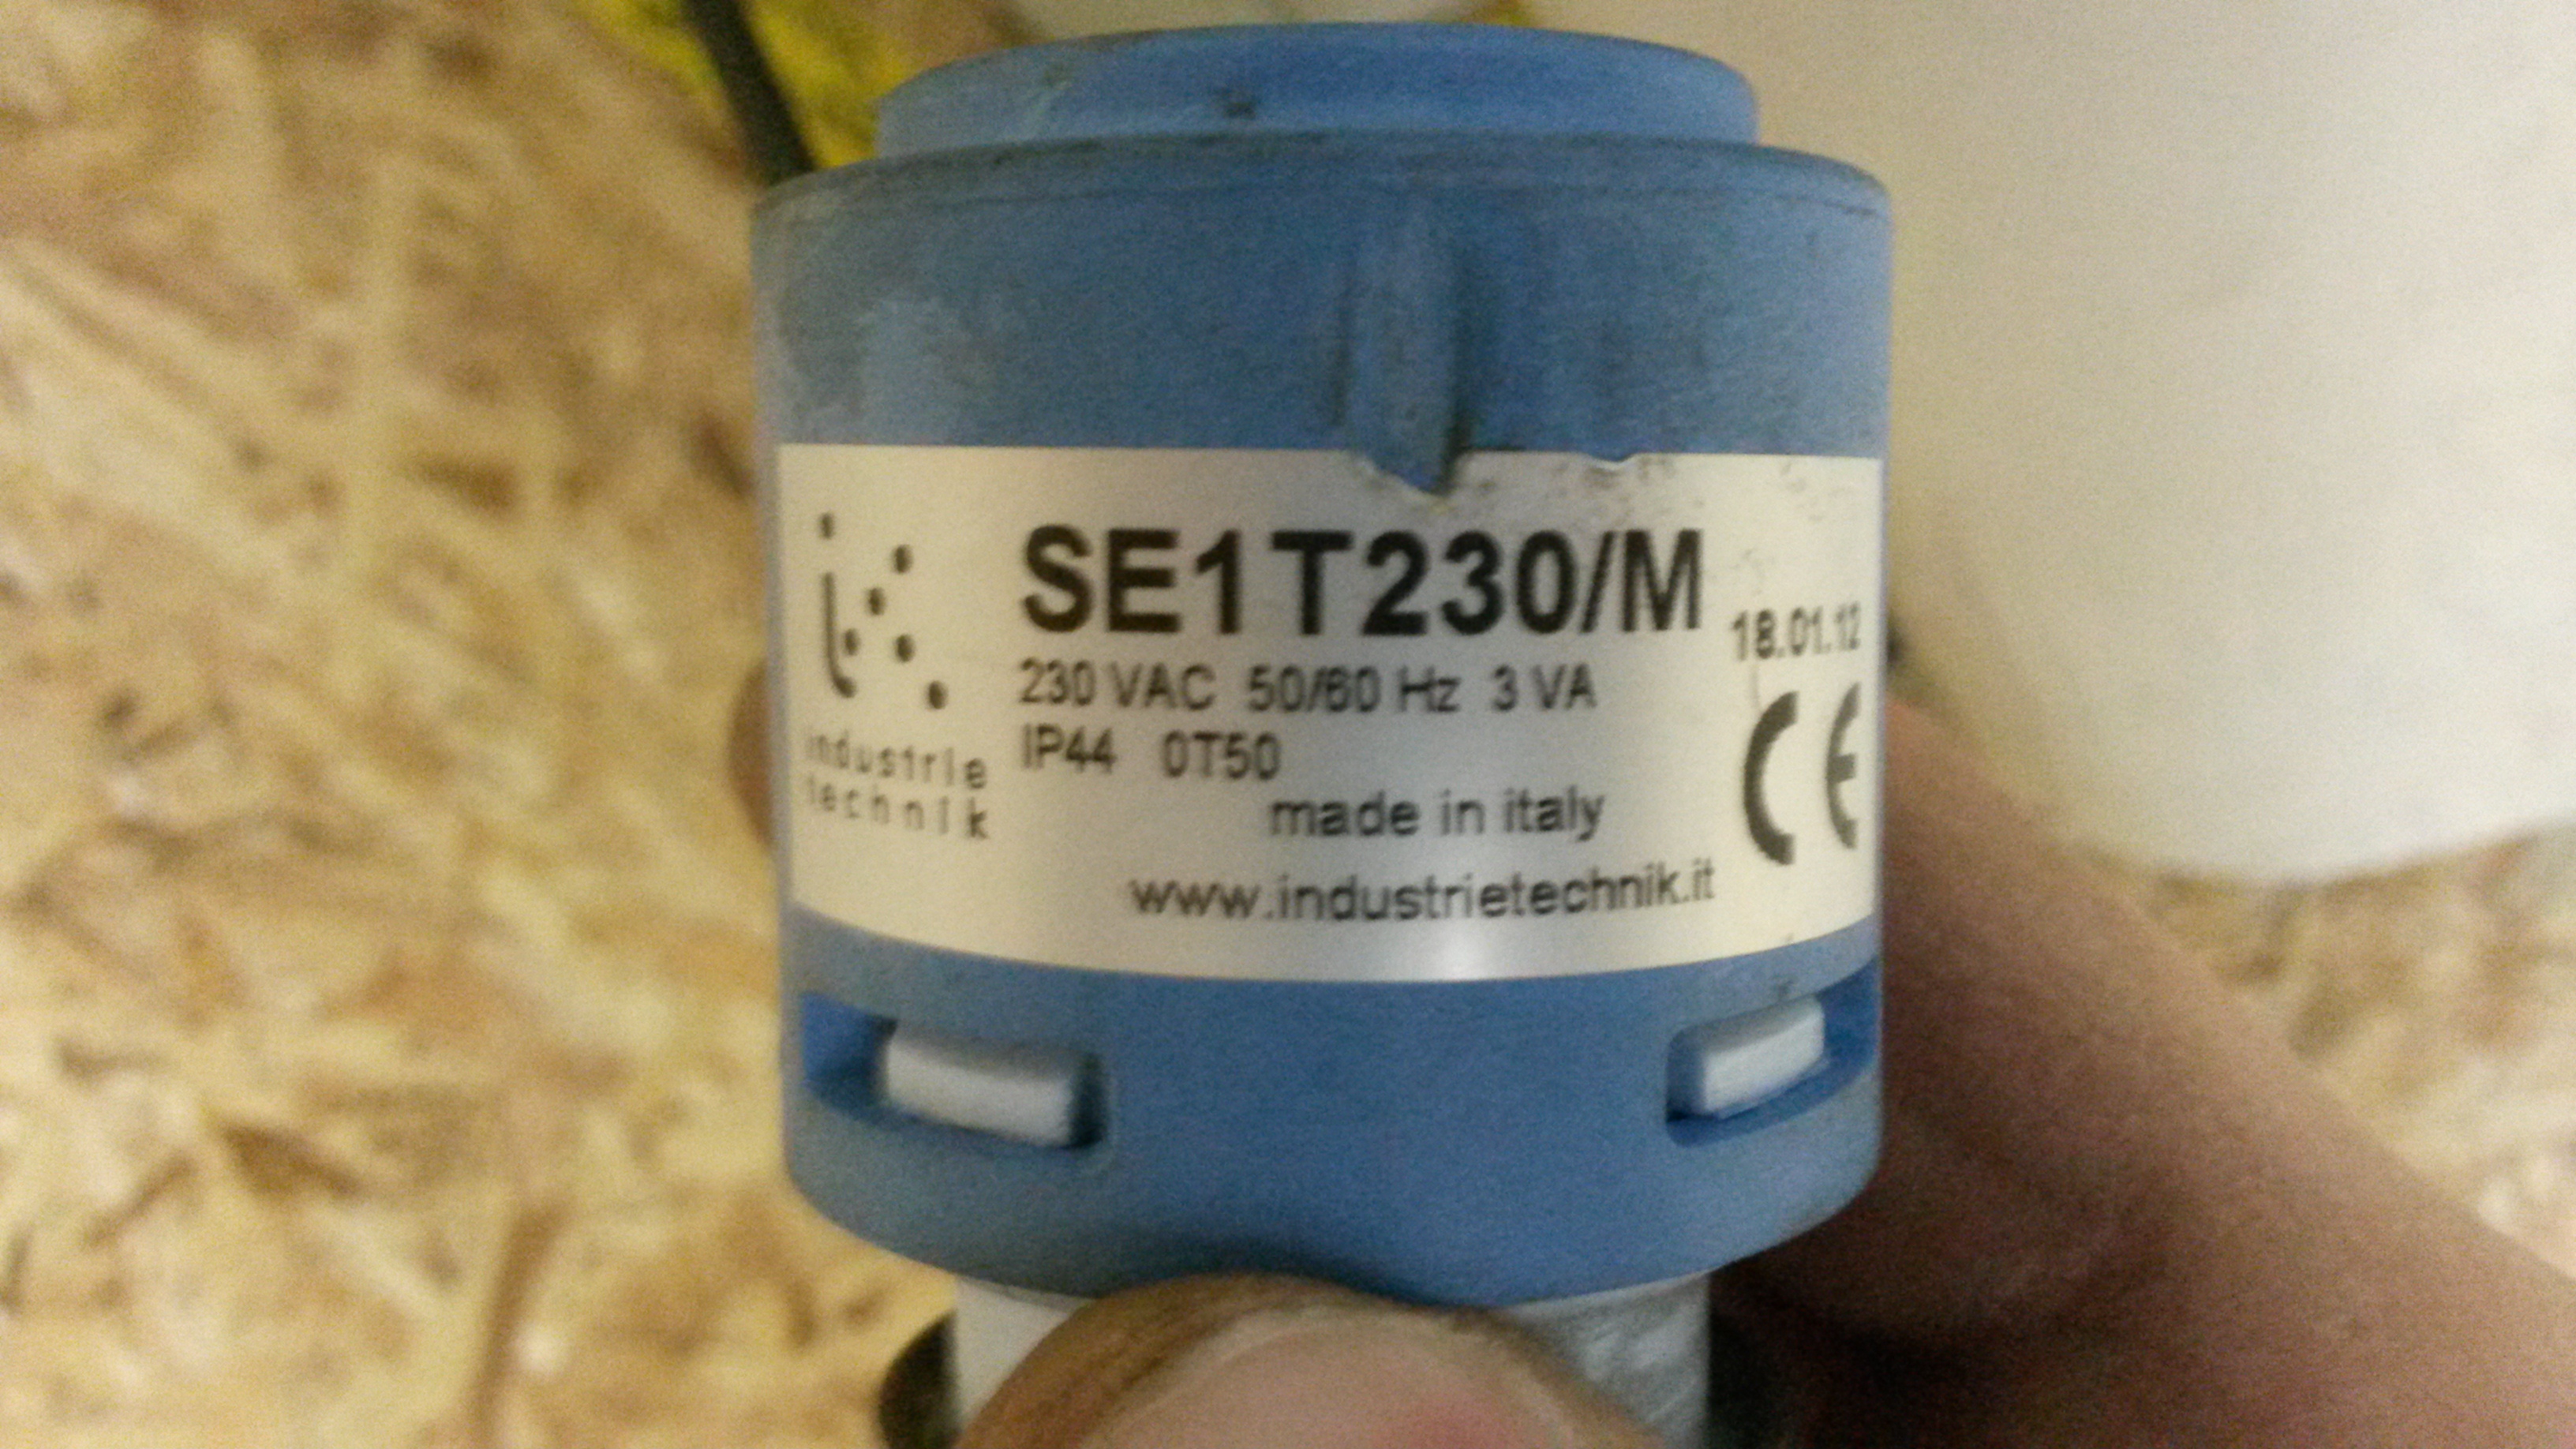 SE1T230/M
18.01.12
230 VAC 50/60 Hz 3 VA
IP44 0T50
industrie
technik
made in italy
CE
www.industrietechnik.it